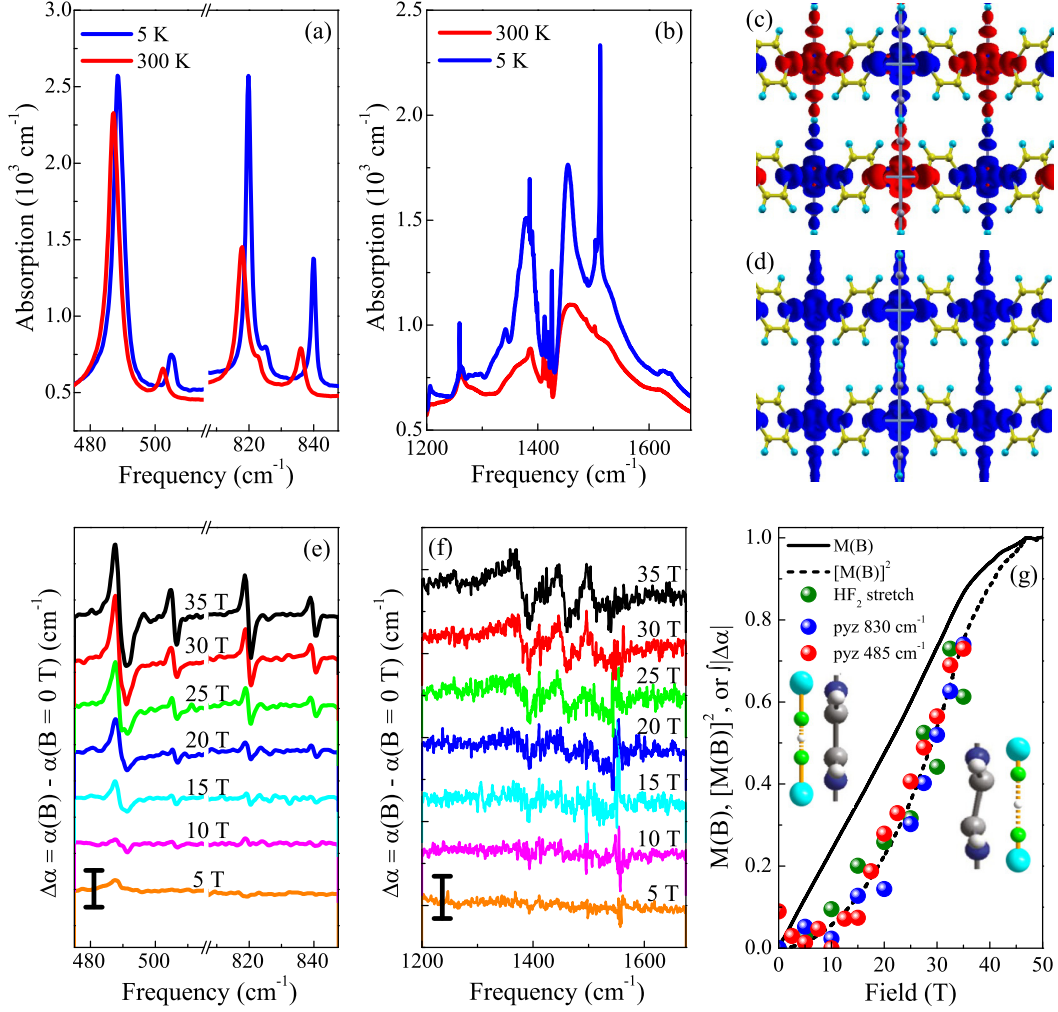 (a)
5 K
300 K
3.0
2.5
2.0
1.5
1.0
0.5
Absorption (10³ cm⁻¹)
480 500 820 840
Frequency (cm⁻¹)
(b)
300 K
5 K
2.5
2.0
1.5
1.0
0.5
Absorption (10³ cm⁻¹)
1200 1400 1600
Frequency (cm⁻¹)
(c)
(d)
(e)
35 T
30 T
25 T
20 T
15 T
10 T
5 T
Δα = α(B) - α(B = 0 T) (cm⁻¹)
480 500 820 840
Frequency (cm⁻¹)
(f)
35 T
30 T
25 T
20 T
15 T
10 T
5 T
Δα = α(B) - α(B = 0 T) (cm⁻¹)
1200 1400 1600
Frequency (cm⁻¹)
(g)
M(B)
[M(B)]²
HF₂ stretch
pyz 830 cm⁻¹
pyz 485 cm⁻¹
1.0
0.8
0.6
0.4
0.2
0.0
M(B), [M(B)]², or ∫|Δα|
0 10 20 30 40 50
Field (T)